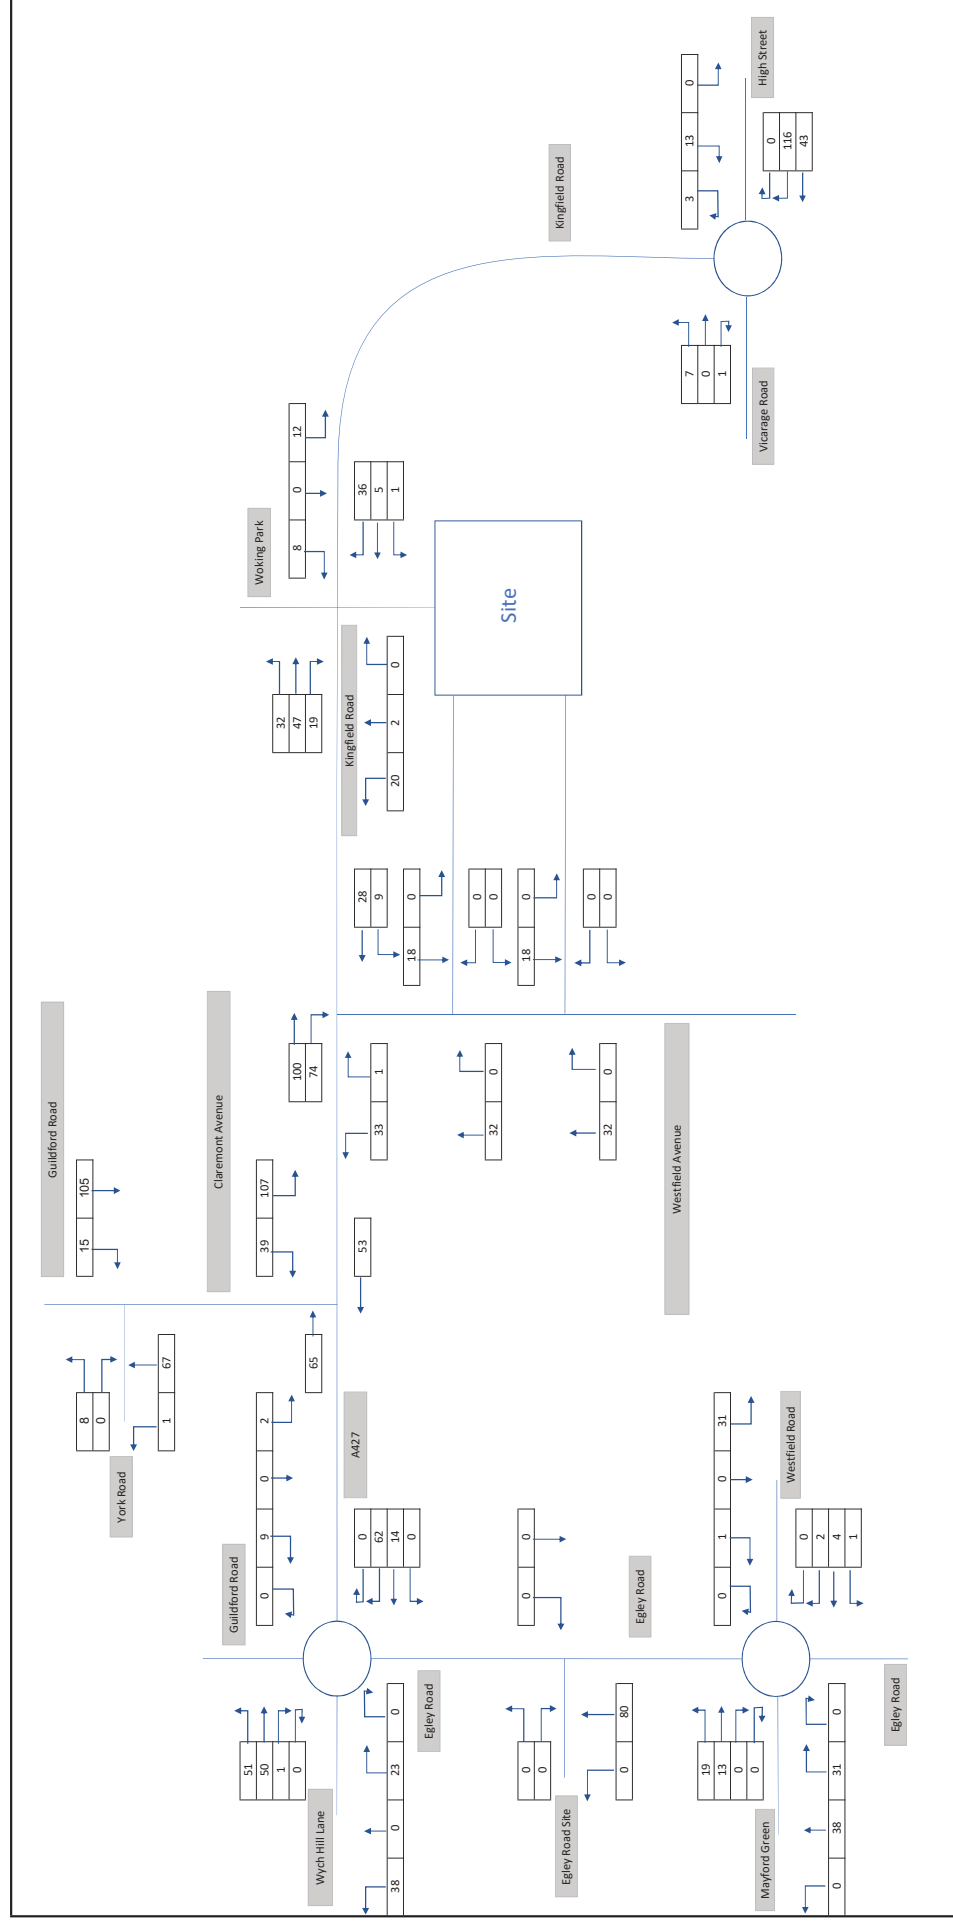 Guildford Road
15 105
8
0
York Road
1 67
Claremont Avenue
Guildford Road
0 9 0 2
39 107
51
50
1
0
Woking Park
32
47
19
8 0 12
100
74
65
Wych Hill Lane
Kingfield Road
A427
0
62
14
0
53
33 1
28
9
36
5
1
38 0 23 0
20 2 0
18 0
Egley Road
0
0
32 0
Site
0 0
0
0
18 0
Kingfield Road
Egley Road Site
0
0
32 0
0 80
Egley Road
Westfield Avenue
3 13 0
7
0
1
19
13
0
0
0 1 0 31
High Street
Vicarage Road
Mayford Green
0
116
43
Westfield Road
0
2
4
1
0 38 31 0
Egley Road